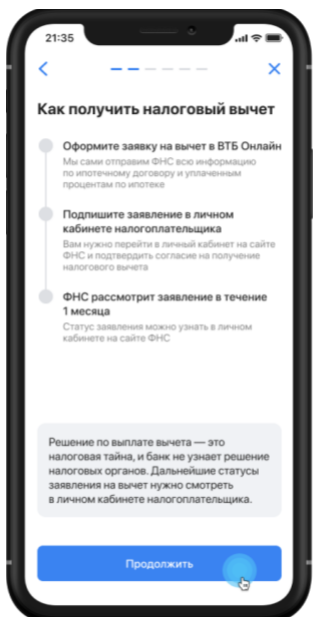 21:35
Как получить налоговый вычет
Оформите заявку на вычет в ВТБ Онлайн
Мы сами отправим ФНС всю информацию
по ипотечному договору и уплаченным
процентам по ипотеке
Подпишите заявление в личном
кабинете налогоплательщика
Вам нужно перейти в личный кабинет на сайте
ФНС и подтвердить согласие на получение
налогового вычета
ФНС рассмотрит заявление в течение
1 месяца
Статус заявления можно узнать в личном
кабинете на сайте ФНС
Решение по выплате вычета — это
налоговая тайна, и банк не узнает решение
налоговых органов. Дальнейшие статусы
заявления на вычет нужно смотреть
в личном кабинете налогоплательщика.
Продолжить